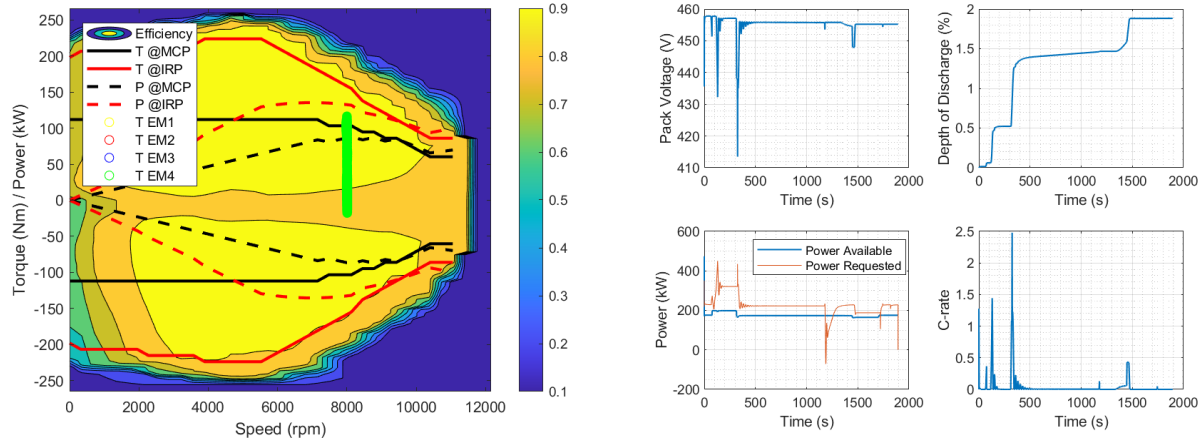 Torque (Nm) / Power (kW)
250
200
150
100
50
0
-50
-100
-150
-200
-250
Efficiency
T @MCP
T @IRP
P @MCP
P @IRP
T EM1
T EM2
T EM3
T EM4
0 2000 4000 6000 8000 10000 12000
Speed (rpm)
0.9
0.8
0.7
0.6
0.5
0.4
0.3
0.2
0.1
Pack Voltage (V)
460
450
440
430
420
410
0 500 1000 1500 2000
Time (s)
Depth of Discharge (%)
2
1.5
1
0.5
0
0 500 1000 1500 2000
Time (s)
Power (kW)
600
400
200
0
-200
Power Available
Power Requested
0 500 1000 1500 2000
Time (s)
C-rate
2.5
2
1.5
1
0.5
0
0 500 1000 1500 2000
Time (s)